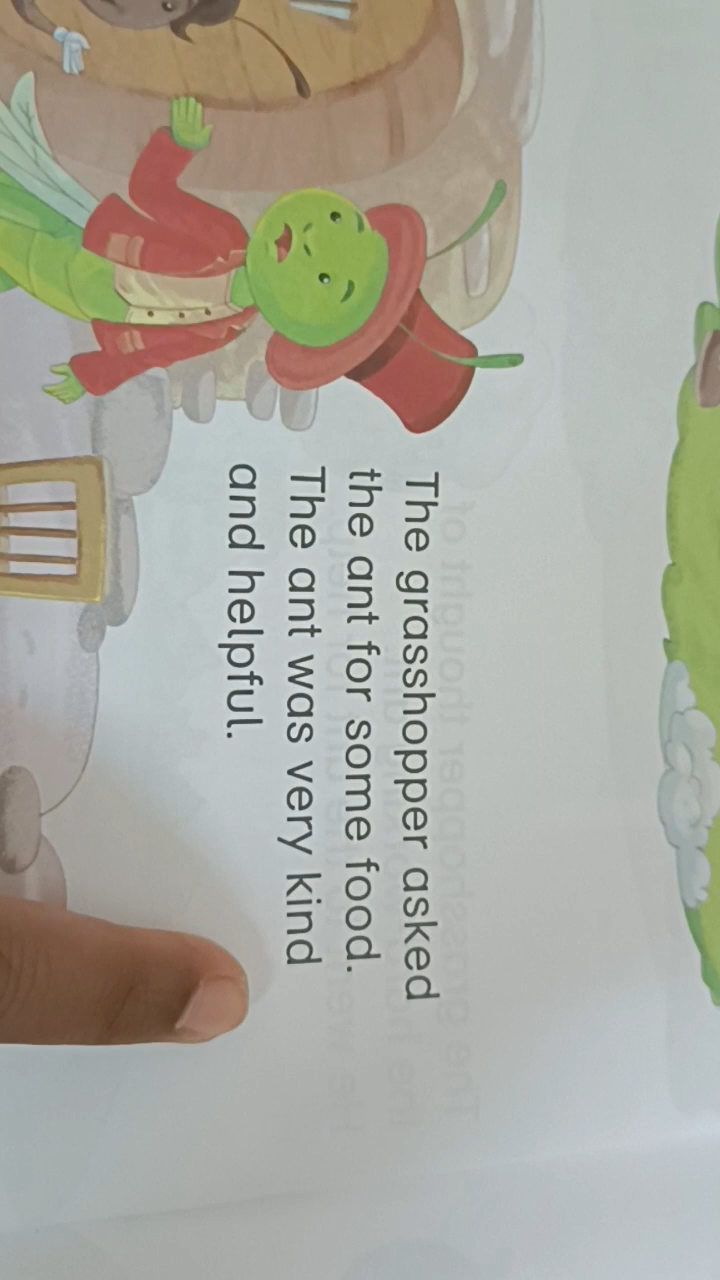 The grasshopper asked
the ant for some food.
The ant was very kind
and helpful.